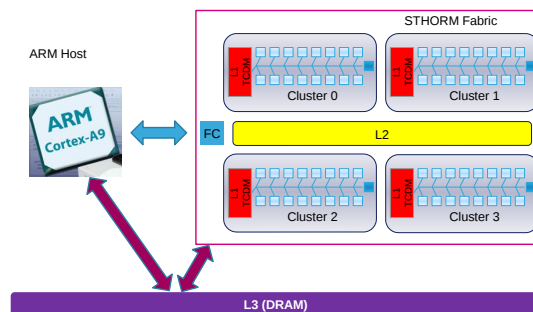 STHORM Fabric
ARM Host
L1
TCDM
Cluster 0
L1
TCDM
Cluster 1
ARM
Cortex-A9
FC
L2
L1
TCDM
Cluster 2
L1
TCDM
Cluster 3
L3 (DRAM)